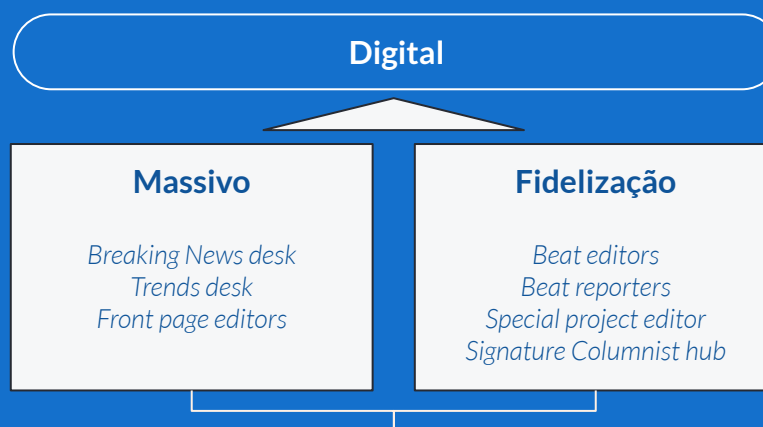 Digital
Massivo
Breaking News desk
Trends desk
Front page editors
Fidelização
Beat editors
Beat reporters
Special project editor
Signature Columnist hub